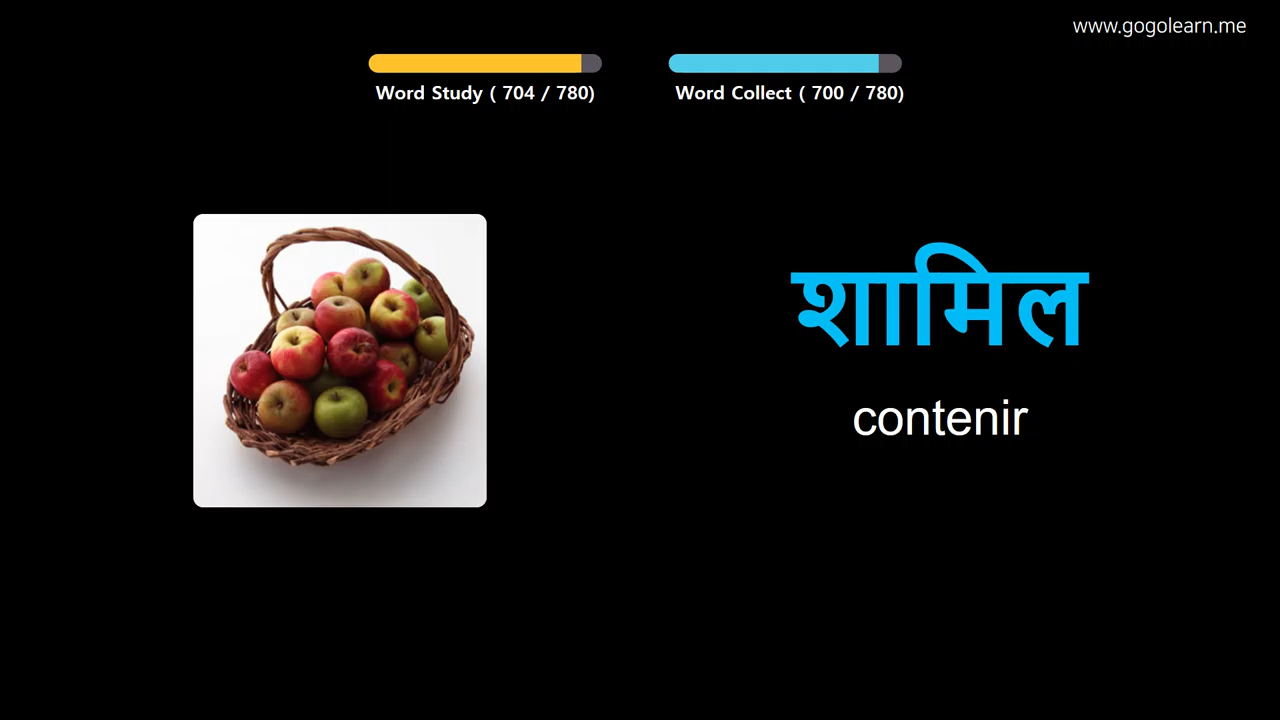 www.gogolearn.me
Word Study ( 704 / 780)
Word Collect ( 700 / 780)
शामिल
contenir